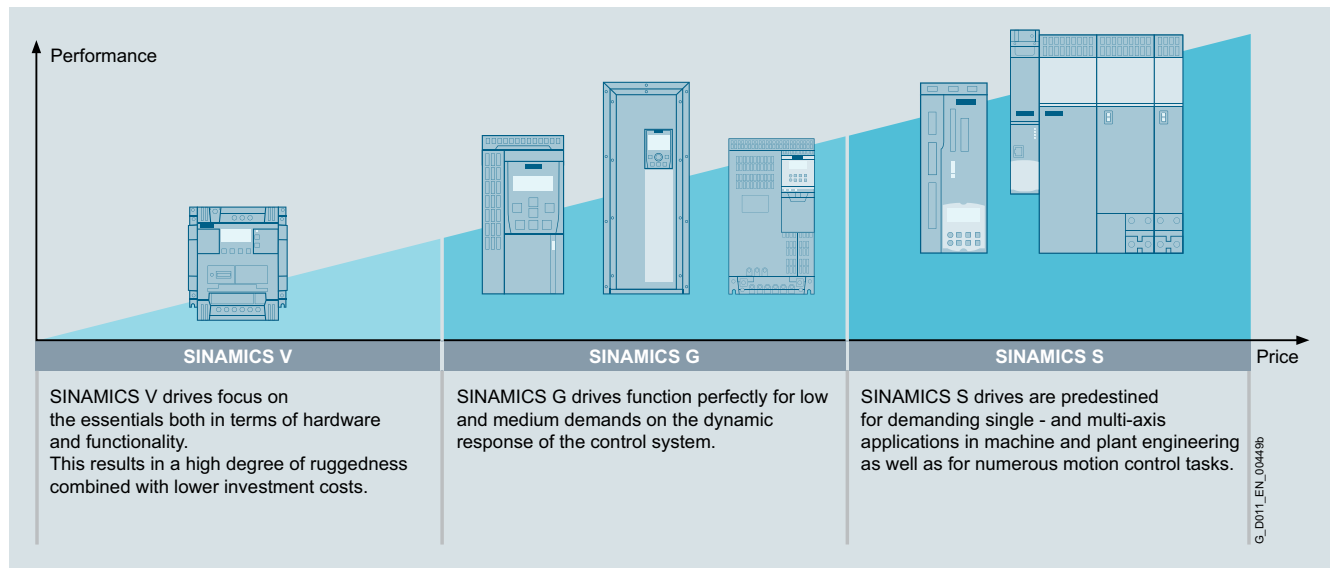 Performance
SINAMICS V
SINAMICS G
SINAMICS S
Price
SINAMICS V drives focus on
the essentials both in terms of hardware
and functionality.
This results in a high degree of ruggedness
combined with lower investment costs.
SINAMICS G drives function perfectly for low
and medium demands on the dynamic
response of the control system.
SINAMICS S drives are predestined
for demanding single - and multi-axis
applications in machine and plant engineering
as well as for numerous motion control tasks.
G_D011_EN_00449b